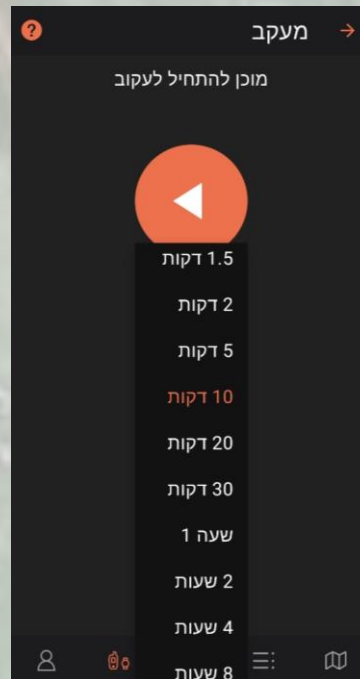 מעקב
מוכן להתחיל לעקוב
1.5 דקות
2 דקות
5 דקות
10 דקות
20 דקות
30 דקות
שעה 1
2 שעות
4 שעות
8 שעות